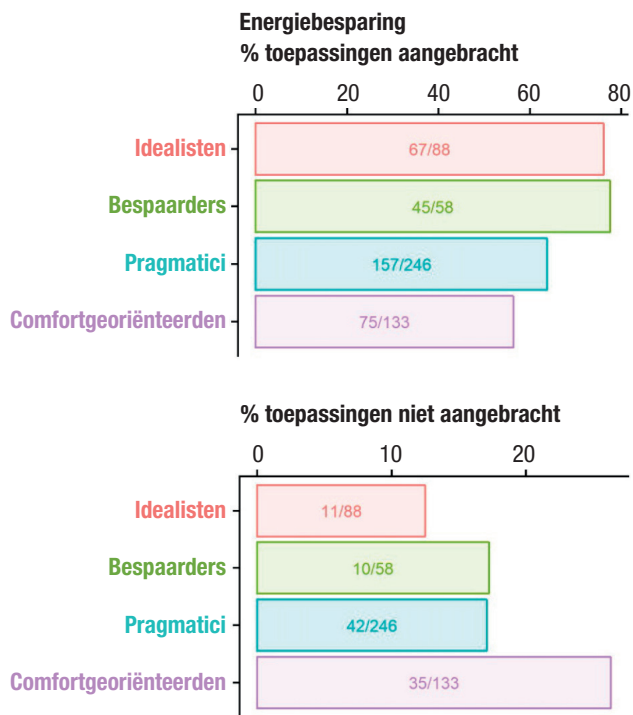 Energiebesparing
% toepassingen aangebracht
0 20 40 60 80
Idealisten 67/88
Bespaarders 45/58
Pragmatici 157/246
Comfortgeoriënteerden 75/133
% toepassingen niet aangebracht
0 10 20
Idealisten 11/88
Bespaarders 10/58
Pragmatici 42/246
Comfortgeoriënteerden 35/133